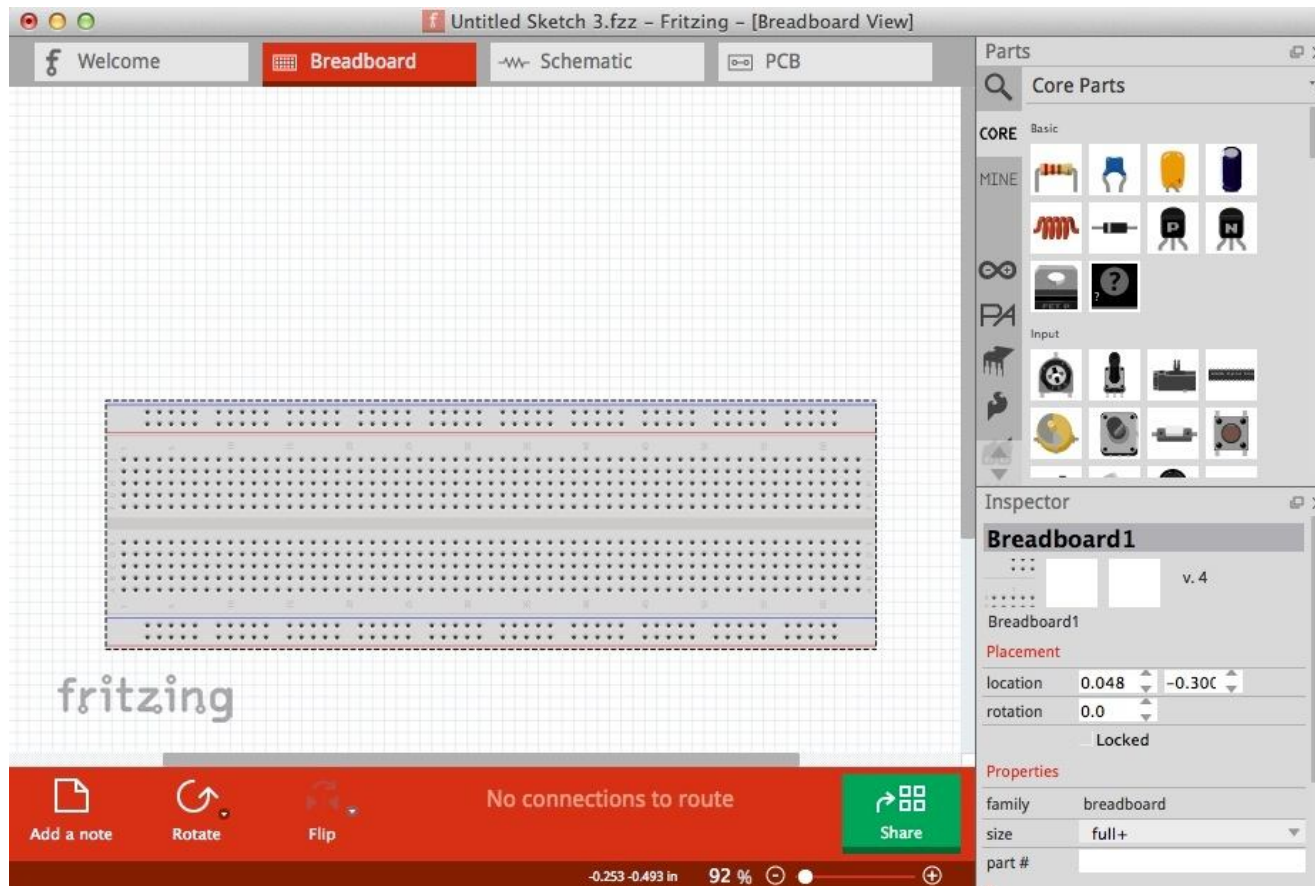 Untitled Sketch 3.fzz – Fritzing – [Breadboard View]
Welcome
Breadboard
Schematic
PCB
Parts
Core Parts
CORE
Basic
MINE
P
N
?
?
PA
Input
Inspector
Breadboard1
v. 4
Breadboard1
Placement
location 0.048 -0.300
rotation 0.0
Locked
Properties
family breadboard
size full+
part #
fritzing
Add a note
Rotate
Flip
No connections to route
Share
-0.253 -0.493 in 92 %